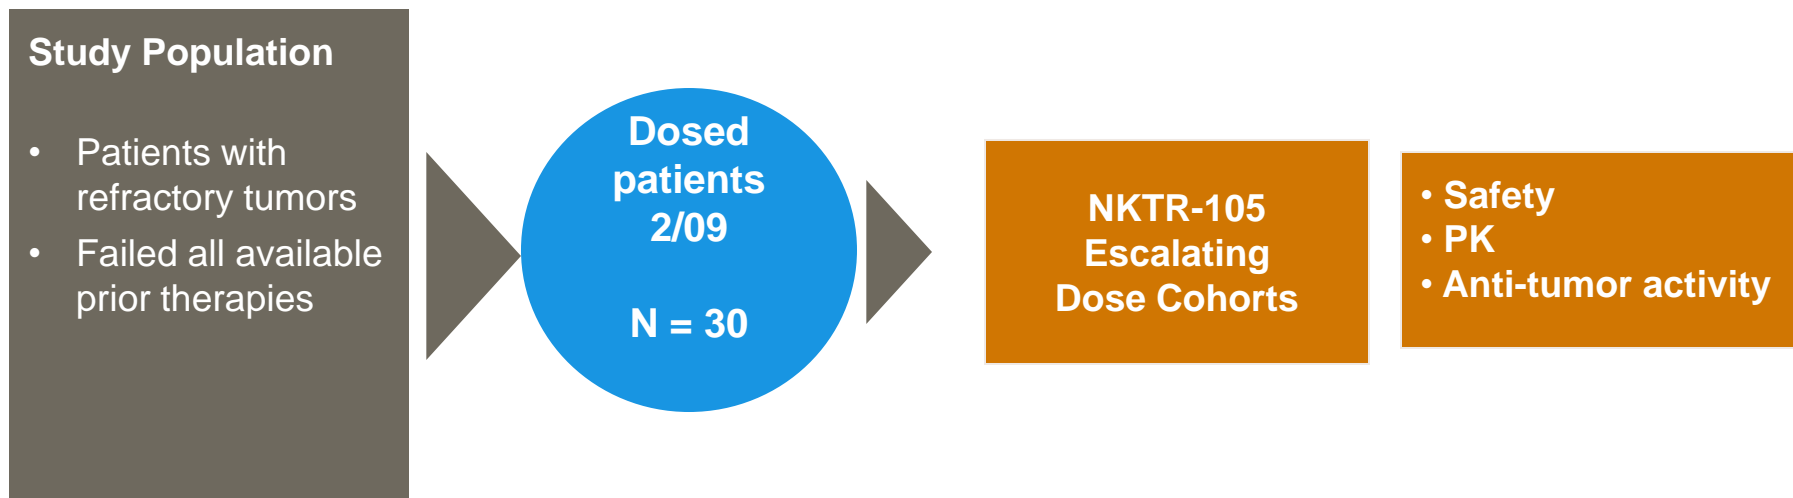 Study Population
• Patients with
refractory tumors
• Failed all available
prior therapies
Dosed
patients
2/09
N = 30
NKTR-105
Escalating
Dose Cohorts
• Safety
• PK
• Anti-tumor activity